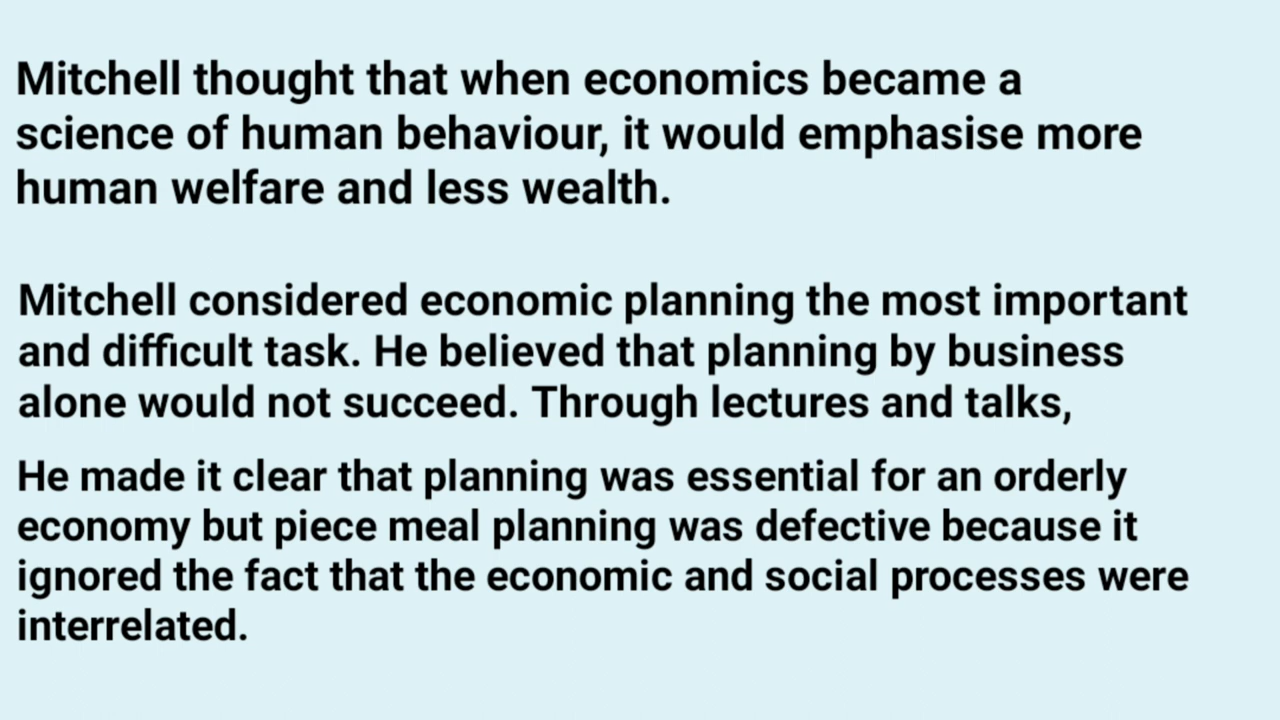 Mitchell thought that when economics became a
science of human behaviour, it would emphasise more
human welfare and less wealth.
Mitchell considered economic planning the most important
and difficult task. He believed that planning by business
alone would not succeed. Through lectures and talks,
He made it clear that planning was essential for an orderly
economy but piece meal planning was defective because it
ignored the fact that the economic and social processes were
interrelated.